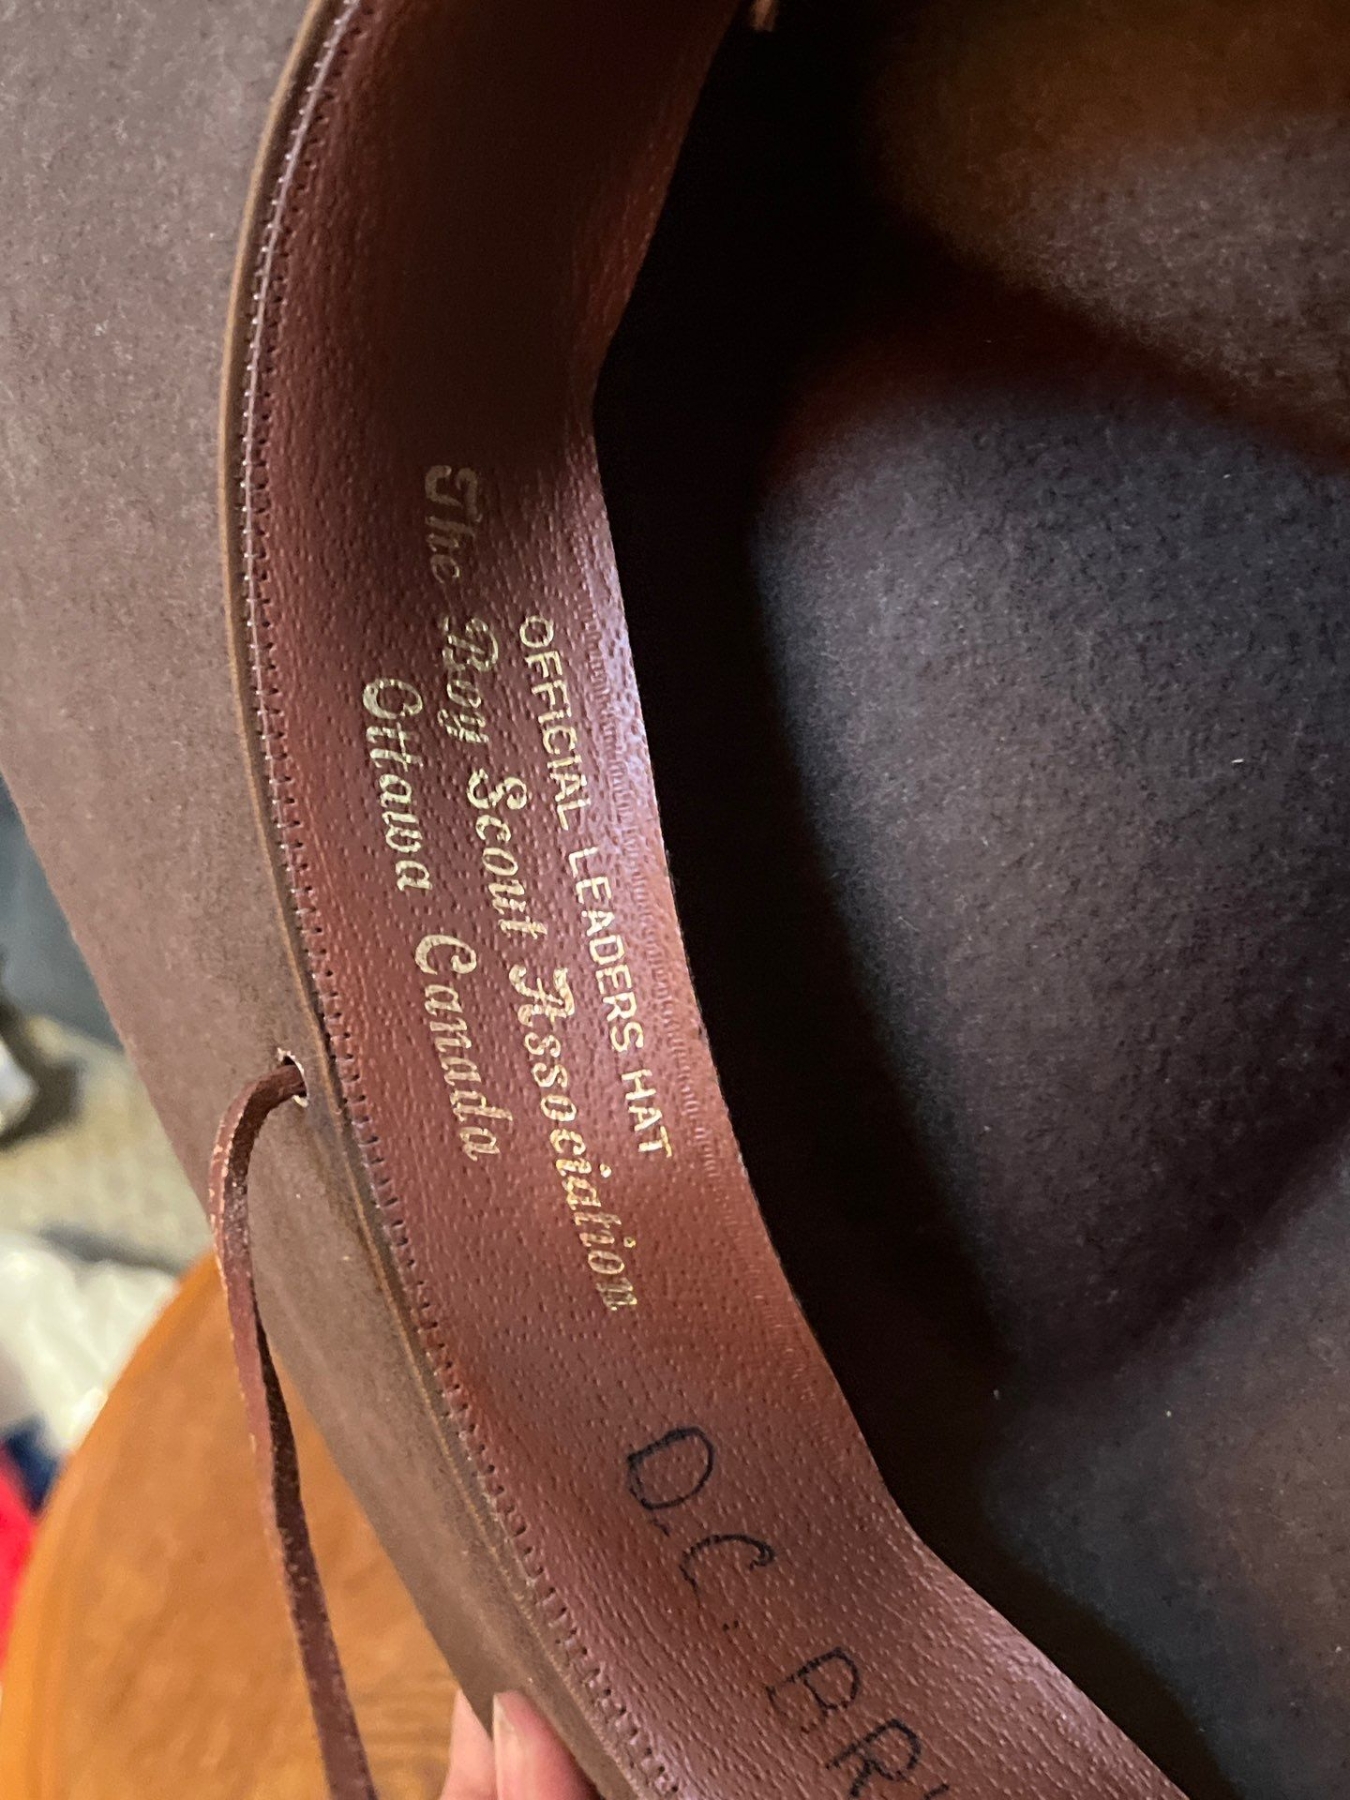 OFFICIAL LEADERS HAT
The Boy Scout Association
Ottawa Canada
D.C.